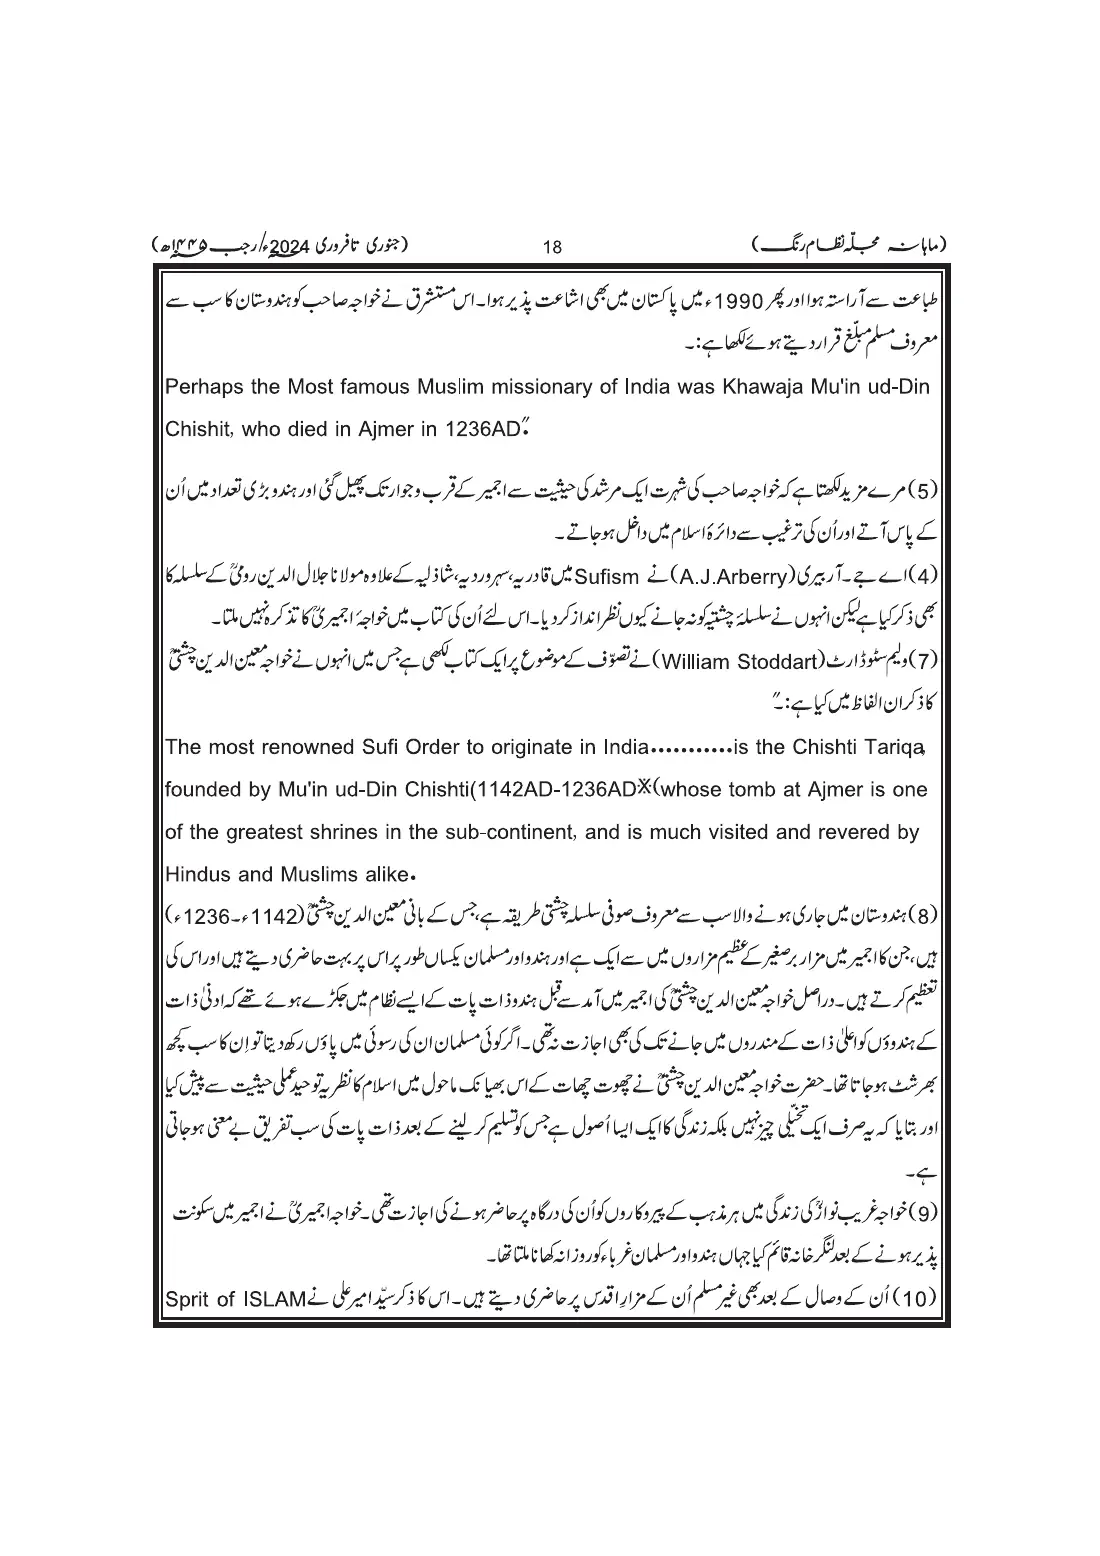 (ماہانہ مجلّہ نظام رنگ) 18 (جنوری تا فروری 2024ء/رجب ۱۴۴۵ھ)
طباعت سے آراستہ ہوا اور پھر 1990ء میں پاکستان میں بھی اشاعت پذیر ہوا۔ اس مستشرق نے خواجہ صاحب کو ہندوستان کا سب سے
معروف مسلم مبلّغ قرار دیتے ہوئے لکھا ہے:۔
Perhaps the Most famous Muslim missionary of India was Khawaja Mu'in ud-Din
Chishit, who died in Ajmer in 1236AD۔"
(5) مرے مزید لکھتا ہے کہ خواجہ صاحب کی شہرت ایک مرشد کی حیثیت سے اجمیر کے قرب و جوار تک پھیل گئی اور ہندو بڑی تعداد میں اُن
کے پاس آتے اور اُن کی ترغیب سے دائرۂ اسلام میں داخل ہو جاتے۔
(4) اے جے۔ آربیری (A.J.Arberry) نے Sufism میں قادریہ، سہروردیہ، شاذلیہ کے علاوہ مولانا جلال الدین رومیؒ کے سلسلہ کا
بھی ذکر کیا ہے لیکن انہوں نے سلسلۂ چشتیہ کو نہ جانے کیوں نظر انداز کر دیا۔ اس لئے اُن کی کتاب میں خواجۂ اجمیریؒ کا تذکرہ نہیں ملتا۔
(7) ولیم سٹوڈارٹ (William Stoddart) نے تصوّف کے موضوع پر ایک کتاب لکھی ہے جس میں انہوں نے خواجہ معین الدین چشتیؒ
کا ذکر ان الفاظ میں کیا ہے:۔"
The most renowned Sufi Order to originate in India...........is the Chishti Tariqa,
founded by Mu'in ud-Din Chishti(1142AD-1236AD※(whose tomb at Ajmer is one
of the greatest shrines in the sub-continent, and is much visited and revered by
Hindus and Muslims alike.
(8) ہندوستان میں جاری ہونے والا سب سے معروف صوفی سلسلہ چشتی طریقہ ہے، جس کے بانی معین الدین چشتیؒ (1142ء۔1236ء)
ہیں، جن کا اجمیر میں مزار برصغیر کے عظیم مزاروں میں سے ایک ہے اور ہندو اور مسلمان یکساں طور پر اس پر بہت حاضری دیتے ہیں اور اس کی
تعظیم کرتے ہیں۔ دراصل خواجہ معین الدین چشتیؒ کی اجمیر میں آمد سے قبل ہندو ذات پات کے ایسے نظام میں جکڑے ہوئے تھے کہ اِدنیٰ ذات
کے ہندوؤں کو اعلیٰ ذات کے مندروں میں جانے تک کی بھی اجازت نہ تھی۔ اگر کوئی مسلمان ان کی رسوئی میں پاؤں رکھ دیتا تو اِن کا سب کچھ
بھرشٹ ہو جاتا تھا۔ حضرت خواجہ معین الدین چشتیؒ نے چھوت چھات کے اس بھیانک ماحول میں اسلام کا نظریہ توحید عملی حیثیت سے پیش کیا
اور بتایا کہ یہ صرف ایک تخیّلی چیز نہیں بلکہ زندگی کا ایک ایسا اُصول ہے جس کو تسلیم کر لینے کے بعد ذات پات کی سب تفریق بے معنی ہو جاتی
ہے۔
(9) خواجہ غریب نوازؒ کی زندگی میں ہر مذہب کے پیروکاروں کو اُن کی درگاہ پر حاضر ہونے کی اجازت تھی۔ خواجہ اجمیریؒ نے اجمیر میں سکونت
پذیر ہونے کے بعد لنگر خانہ قائم کیا جہاں ہندو اور مسلمان غرباء کو روزانہ کھانا ملتا تھا۔
(10) اُن کے وصال کے بعد بھی غیر مسلم اُن کے مزارِ اقدس پر حاضری دیتے ہیں۔ اس کا ذکر سیّد امیر علی نے Sprit of ISLAM